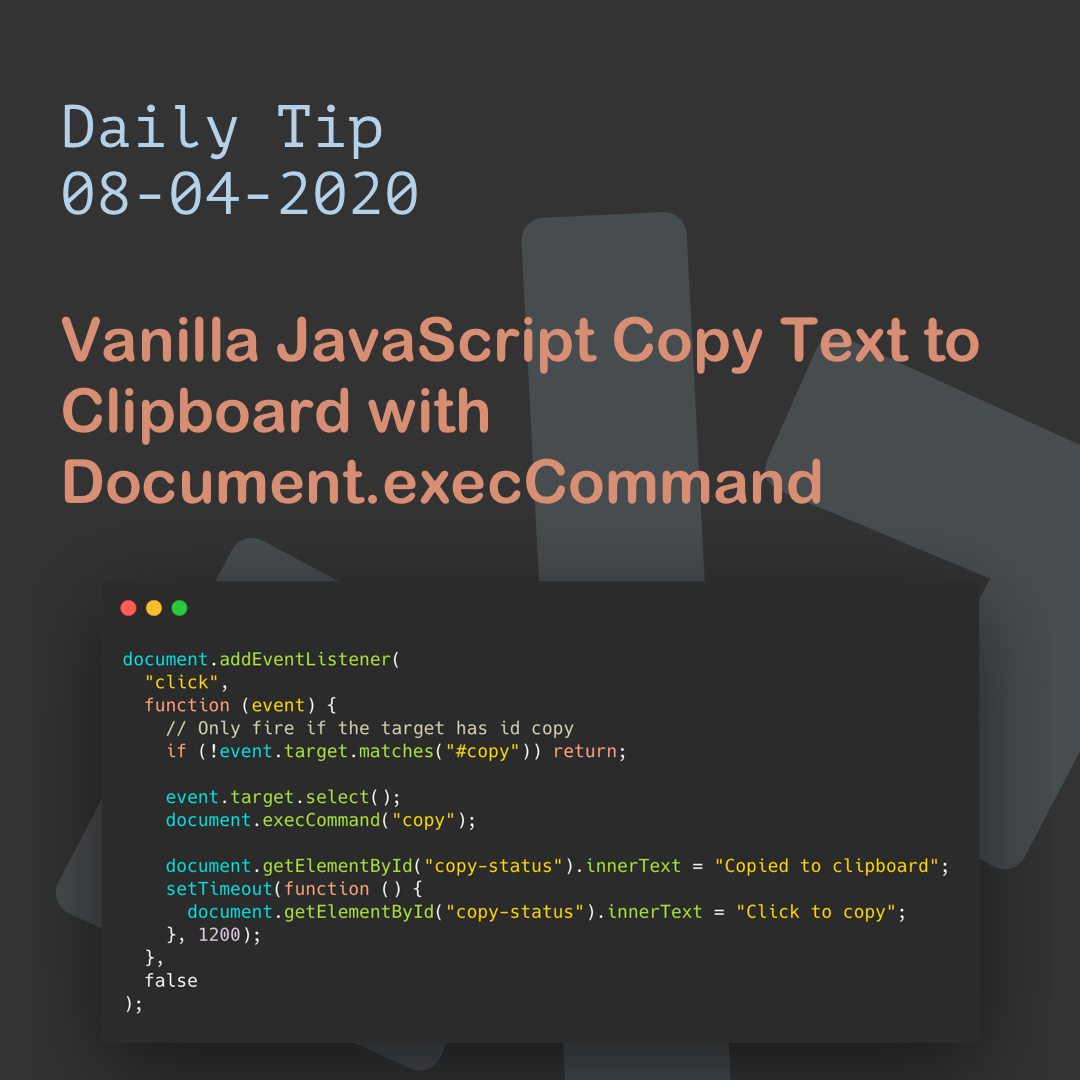 Daily Tip
08-04-2020
Vanilla JavaScript Copy Text to
Clipboard with
Document.execCommand
document.addEventListener(
  "click",
  function (event) {
    // Only fire if the target has id copy
    if (!event.target.matches("#copy")) return;

    event.target.select();
    document.execCommand("copy");

    document.getElementById("copy-status").innerText = "Copied to clipboard";
    setTimeout(function () {
      document.getElementById("copy-status").innerText = "Click to copy";
    }, 1200);
  },
  false
);